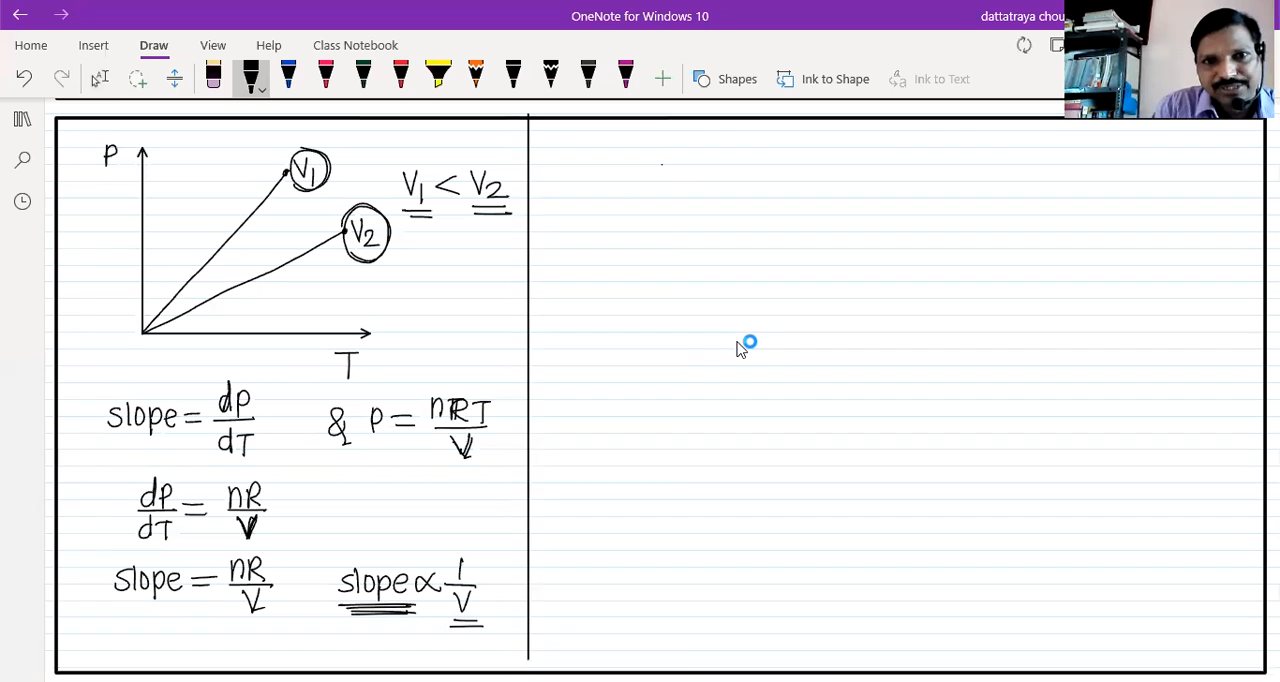 OneNote for Windows 10
dattatraya chou
Home Insert Draw View Help Class Notebook
Shapes Ink to Shape Ink to Text
P
V1
V1 < V2
V2
T
slope = dP/dT & P = nRT/V
dP/dT = nR/V
slope = nR/V slope ∝ 1/V